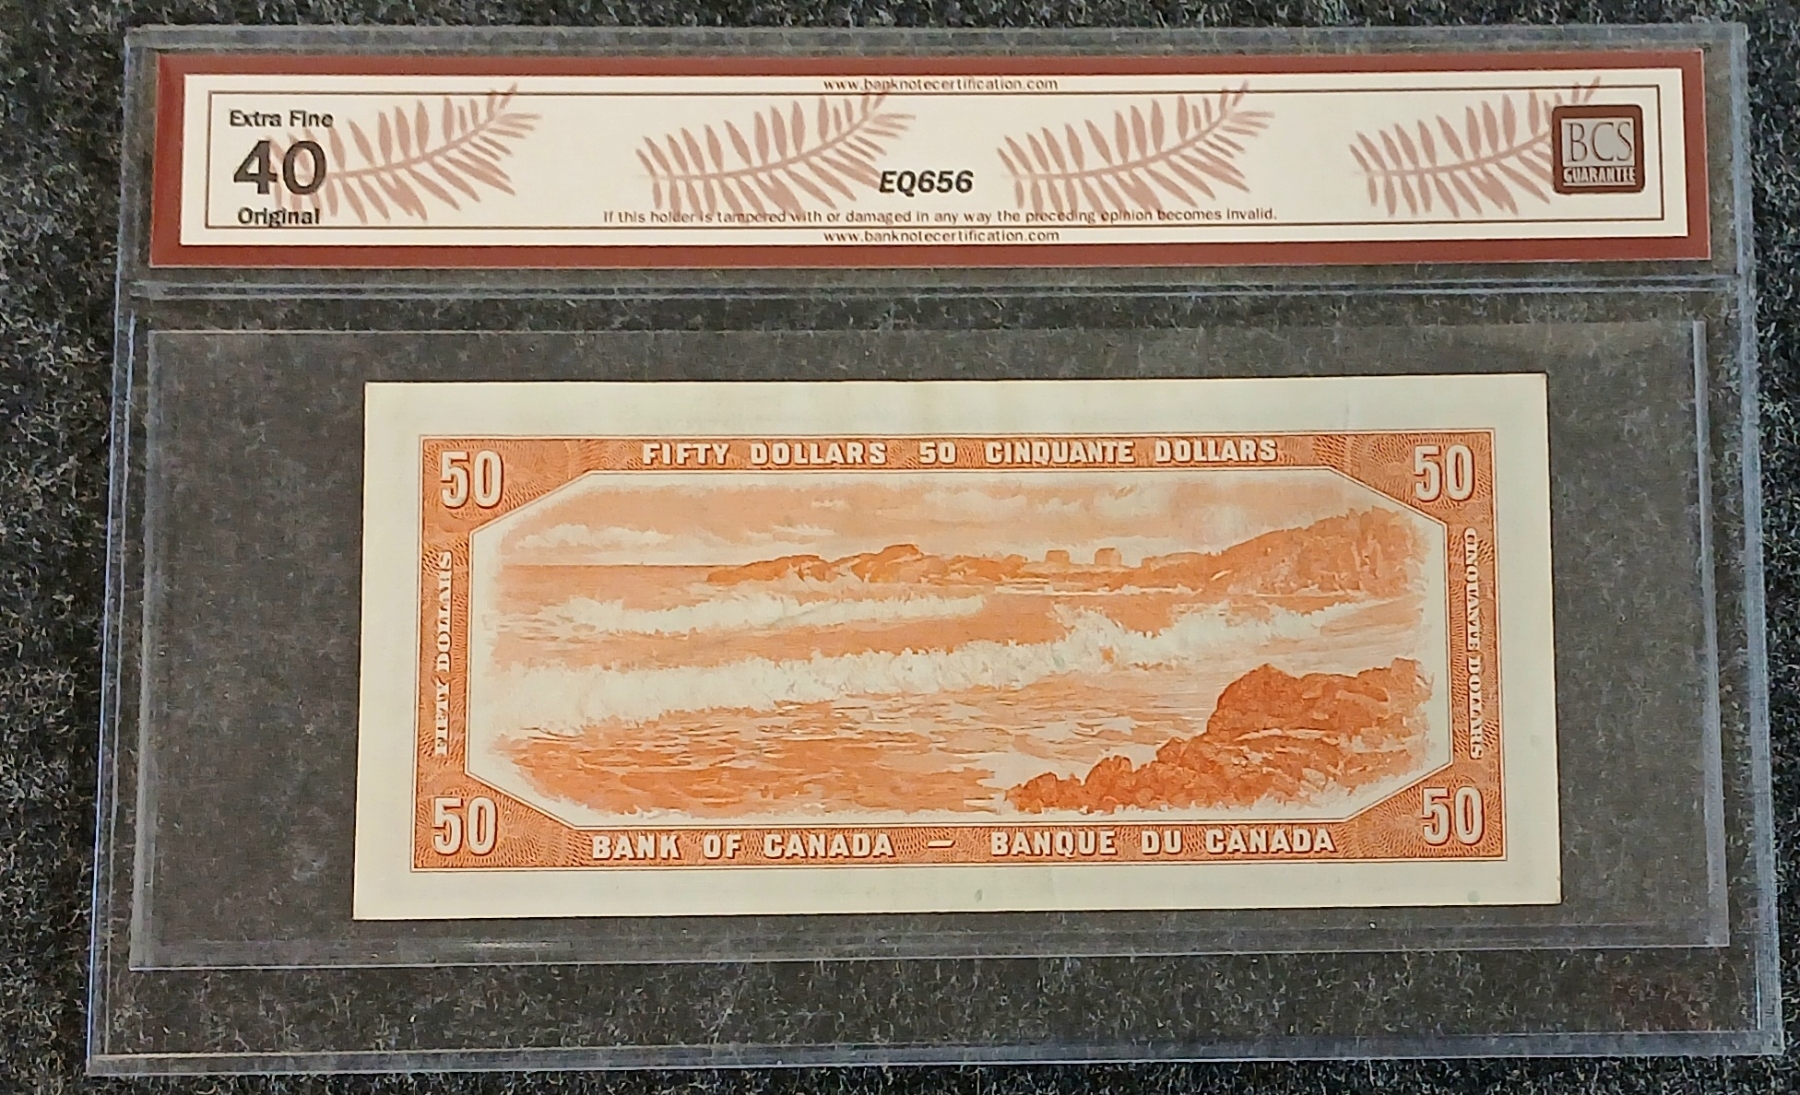 www.banknotecertification.com
Extra Fine
40
Original
EQ656
BCS
GUARANTEE
If this holder is tampered with or damaged in any way the preceding opinion becomes invalid.
www.banknotecertification.com
50
FIFTY DOLLARS 50 CINQUANTE DOLLARS
50
FIFTY DOLLARS
CINQUANTE DOLLARS
50
BANK OF CANADA — BANQUE DU CANADA
50